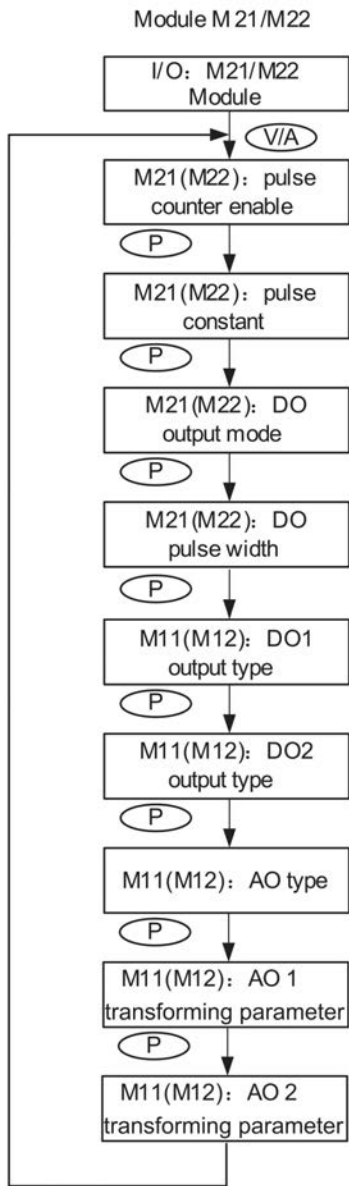 Module M21/M22
I/O: M21/M22
Module
V/A
M21(M22): pulse
counter enable
P
M21(M22): pulse
constant
P
M21(M22): DO
output mode
P
M21(M22): DO
pulse width
P
M11(M12): DO1
output type
P
M11(M12): DO2
output type
P
M11(M12): AO type
P
M11(M12): AO 1
transforming parameter
P
M11(M12): AO 2
transforming parameter